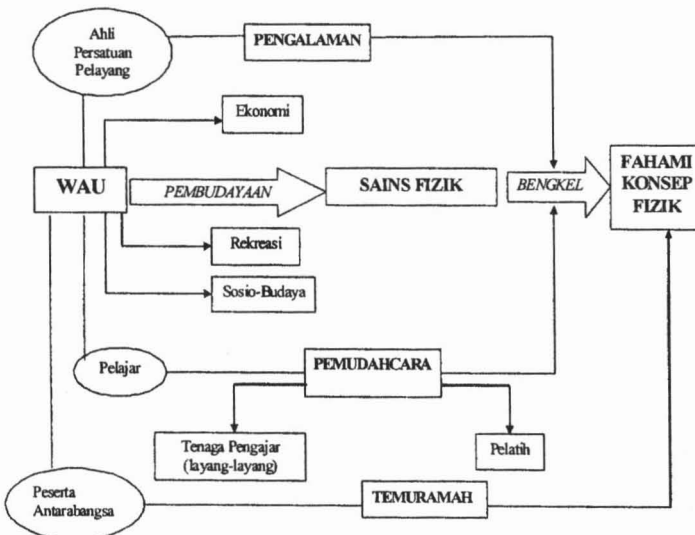 Ahli
Persatuan
Pelayang
PENGALAMAN
Ekonomi
WAU
PEMBUDAYAAN
SAINS FIZIK
BENGKEL
FAHAMI
KONSEP
FIZIK
Rekreasi
Sosio-Budaya
Pelajar
PEMUDAHCARA
Tenaga Pengajar
(layang-layang)
Pelatih
Peserta
Antarabangsa
TEMURAMAH